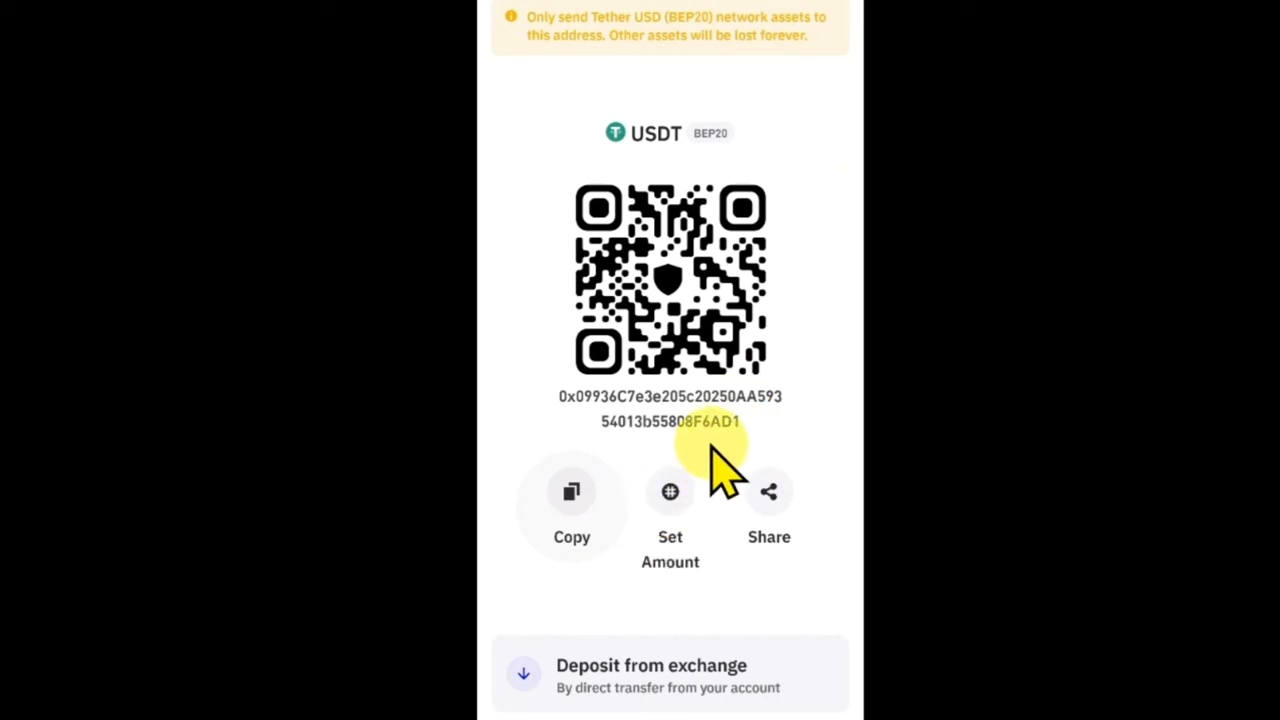 Only send Tether USD (BEP20) network assets to
this address. Other assets will be lost forever.
USDT BEP20
0x09936C7e3e205c20250AA593
54013b55808F6AD1
Copy
Set
Amount
Share
Deposit from exchange
By direct transfer from your account